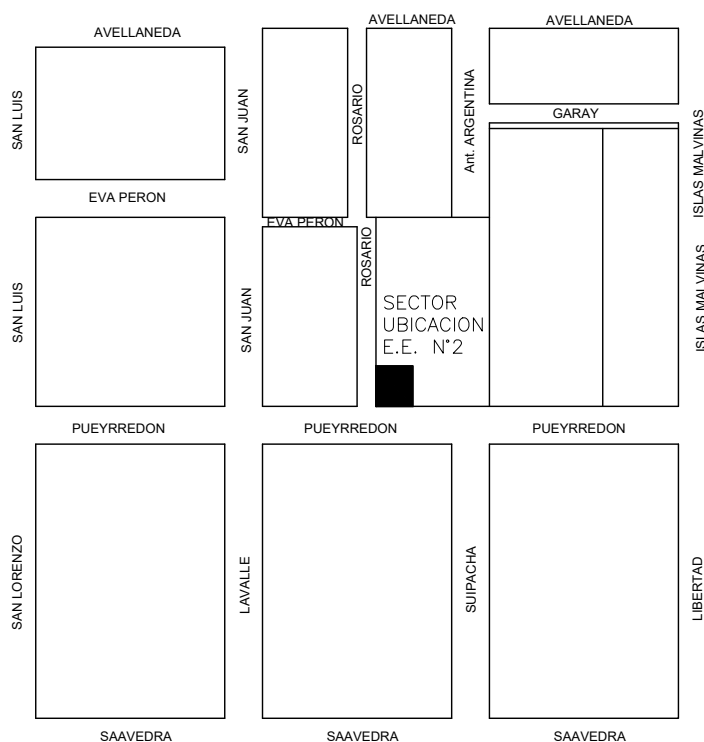 AVELLANEDA
AVELLANEDA
AVELLANEDA
SAN LUIS
SAN JUAN
ROSARIO
Ant. ARGENTINA
GARAY
ISLAS MALVINAS
EVA PERON
EVA PERON
ROSARIO
SAN LUIS
SAN JUAN
SECTOR
UBICACION
E.E. N°2
ISLAS MALVINAS
PUEYRREDON
PUEYRREDON
PUEYRREDON
SAN LORENZO
LAVALLE
SUIPACHA
LIBERTAD
SAAVEDRA
SAAVEDRA
SAAVEDRA